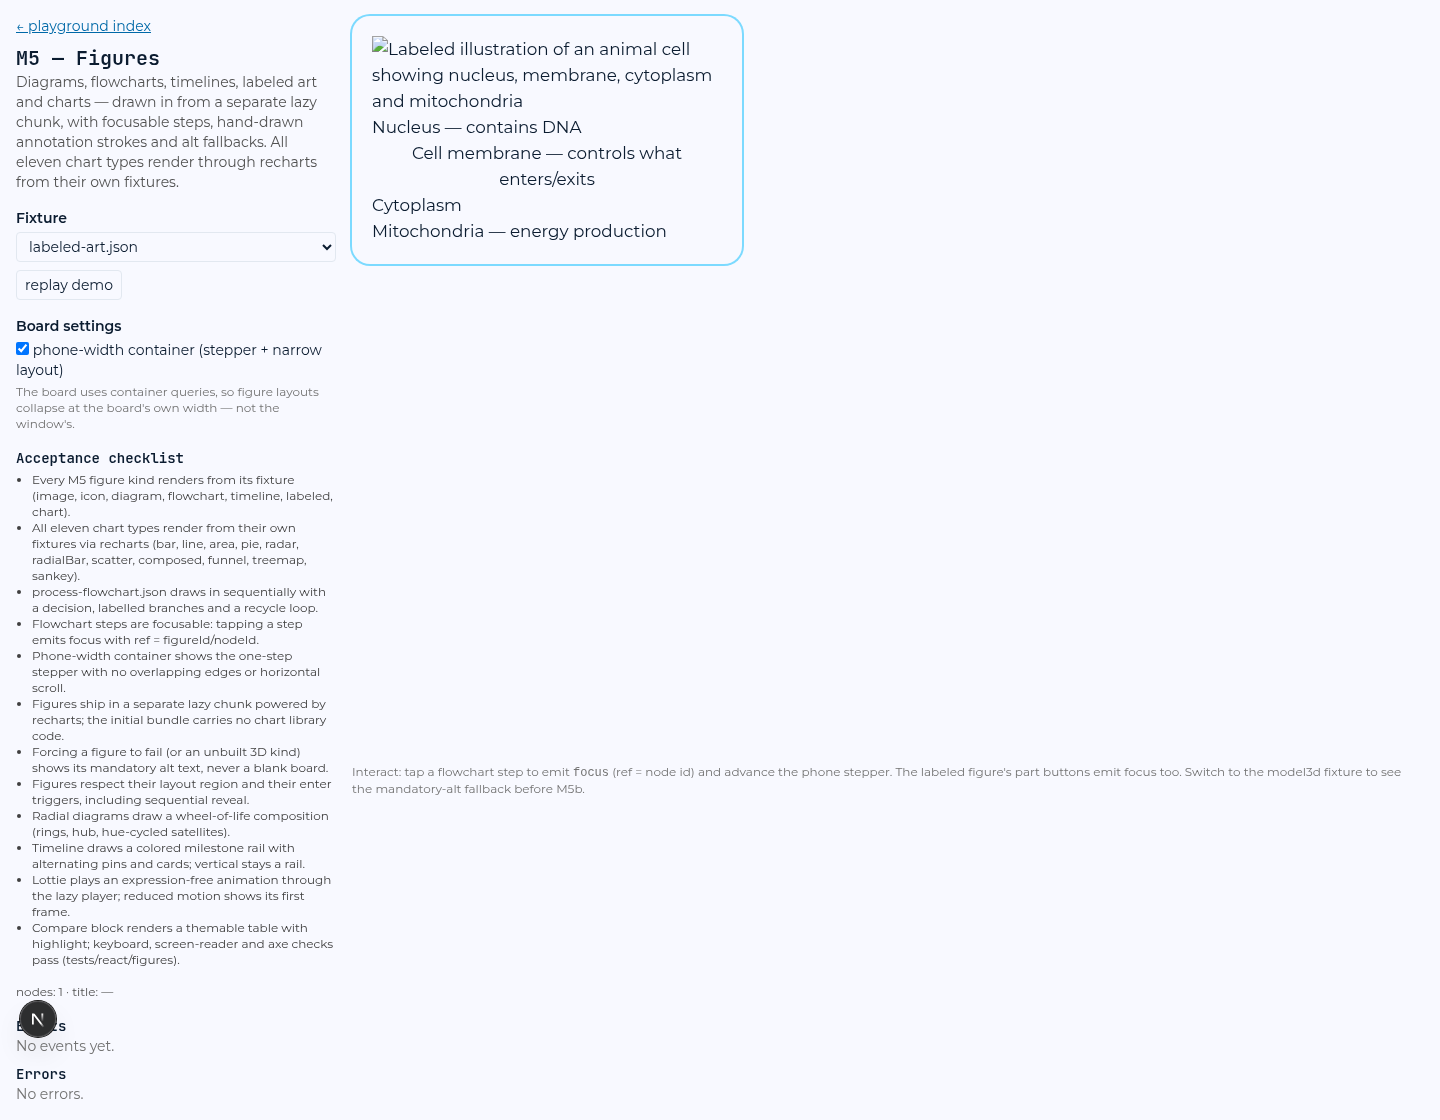 ← playground index
M5 — Figures
Diagrams, flowcharts, timelines, labeled art
and charts — drawn in from a separate lazy
chunk, with focusable steps, hand-drawn
annotation strokes and alt fallbacks. All
eleven chart types render through recharts
from their own fixtures.
Fixture
labeled-art.json
replay demo
Board settings
phone-width container (stepper + narrow
layout)
The board uses container queries, so figure layouts
collapse at the board's own width — not the
window's.
Acceptance checklist
• Every M5 figure kind renders from its fixture
(image, icon, diagram, flowchart, timeline, labeled,
chart).
• All eleven chart types render from their own
fixtures via recharts (bar, line, area, pie, radar,
radialBar, scatter, composed, funnel, treemap,
sankey).
• process-flowchart.json draws in sequentially with
a decision, labelled branches and a recycle loop.
• Flowchart steps are focusable: tapping a step
emits focus with ref = figureId/nodeId.
• Phone-width container shows the one-step
stepper with no overlapping edges or horizontal
scroll.
• Figures ship in a separate lazy chunk powered by
recharts; the initial bundle carries no chart library
code.
• Forcing a figure to fail (or an unbuilt 3D kind)
shows its mandatory alt text, never a blank board.
• Figures respect their layout region and their enter
triggers, including sequential reveal.
• Radial diagrams draw a wheel-of-life composition
(rings, hub, hue-cycled satellites).
• Timeline draws a colored milestone rail with
alternating pins and cards; vertical stays a rail.
• Lottie plays an expression-free animation through
the lazy player; reduced motion shows its first
frame.
• Compare block renders a themable table with
highlight; keyboard, screen-reader and axe checks
pass (tests/react/figures).
nodes: 1 · title: —
N
No events yet.
Errors
No errors.
Labeled illustration of an animal cell
showing nucleus, membrane, cytoplasm
and mitochondria
Nucleus — contains DNA
Cell membrane — controls what
enters/exits
Cytoplasm
Mitochondria — energy production
Interact: tap a flowchart step to emit focus (ref = node id) and advance the phone stepper. The labeled figure's part buttons emit focus too. Switch to the model3d fixture to see
the mandatory-alt fallback before M5b.